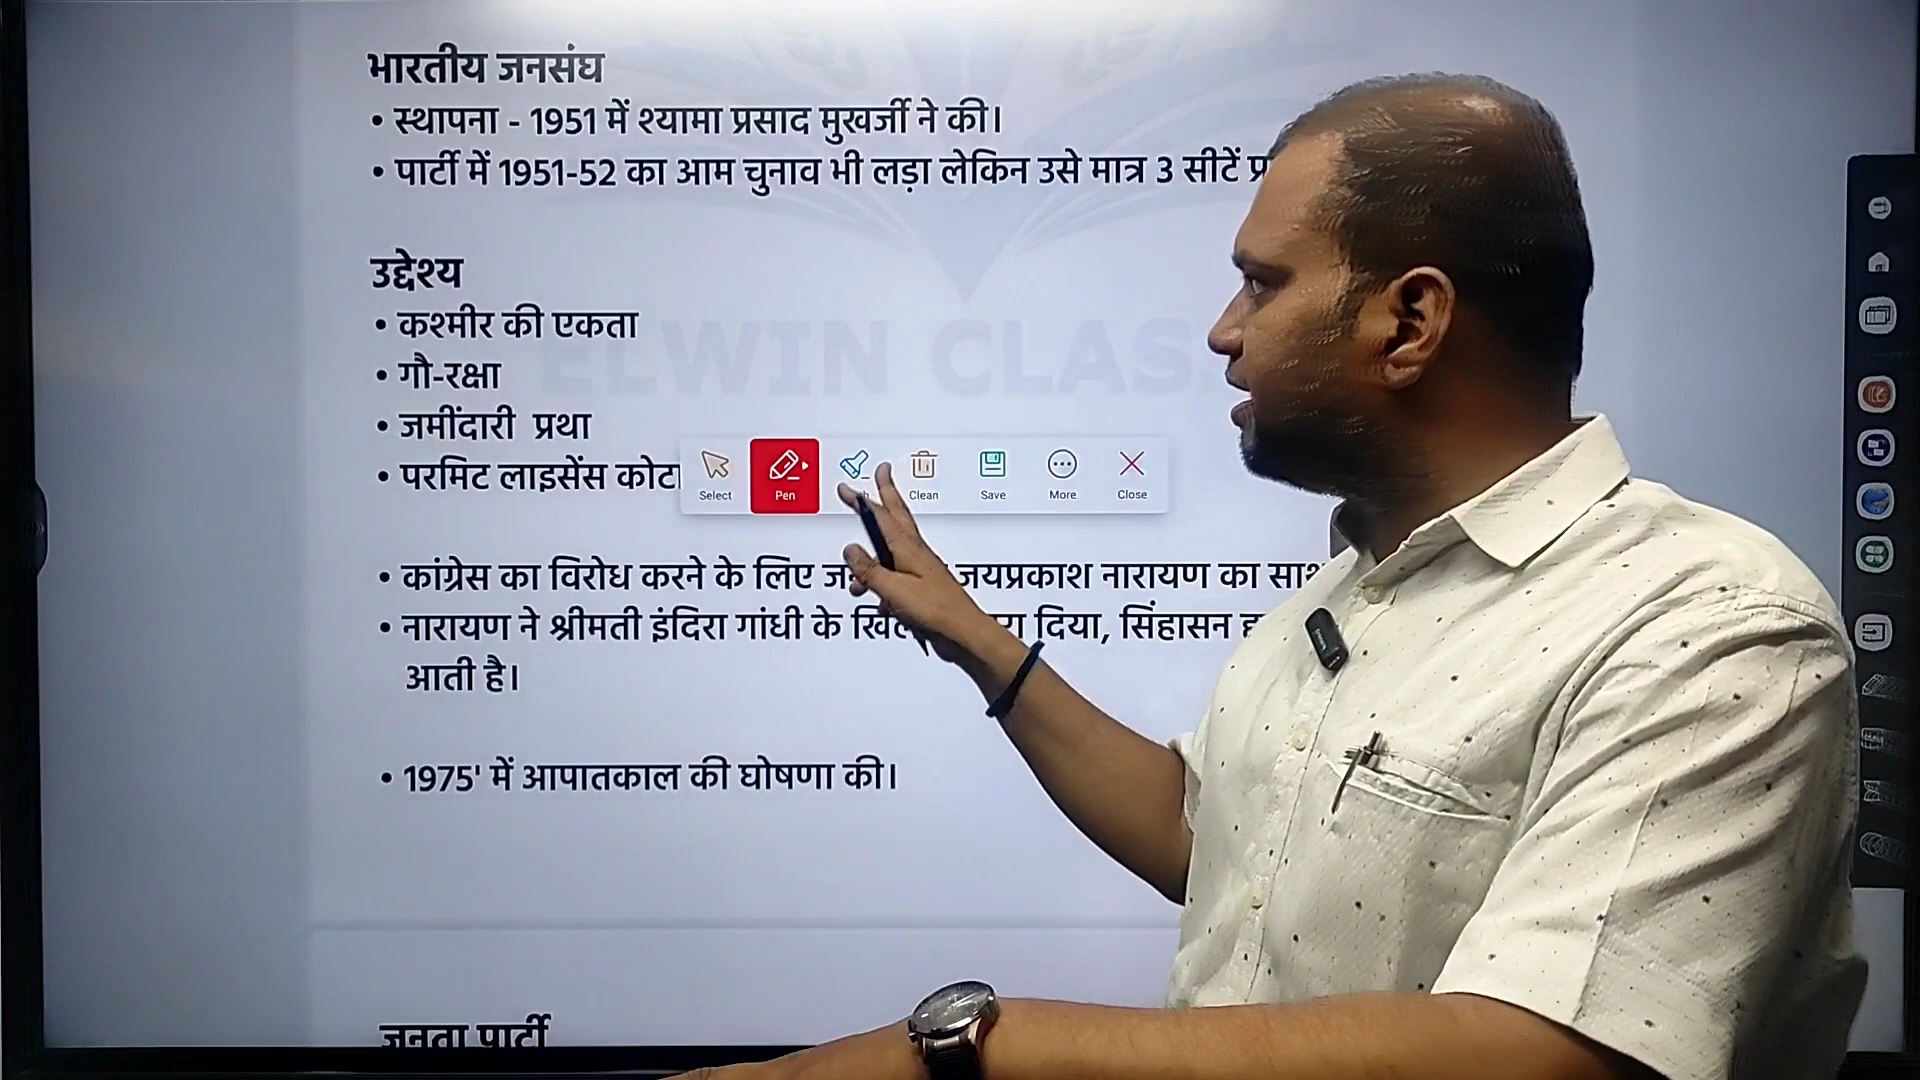 भारतीय जनसंघ
• स्थापना - 1951 में श्यामा प्रसाद मुखर्जी ने की।
• पार्टी में 1951-52 का आम चुनाव भी लड़ा लेकिन उसे मात्र 3 सीटें
उद्देश्य
• कश्मीर की एकता
ELWIN CLAS
• गौ-रक्षा
• जमींदारी प्रथा
• परमिट लाइसेंस
Select Pen Clean Save More Close
• कांग्रेस का विरोध करने के लिए जयप्रकाश नारायण का
• नारायण ने श्रीमती इंदिरा गांधी के दिया, सिंहासन
आती है।
• 1975' में आपातकाल की घोषणा की।
जनता पार्टी